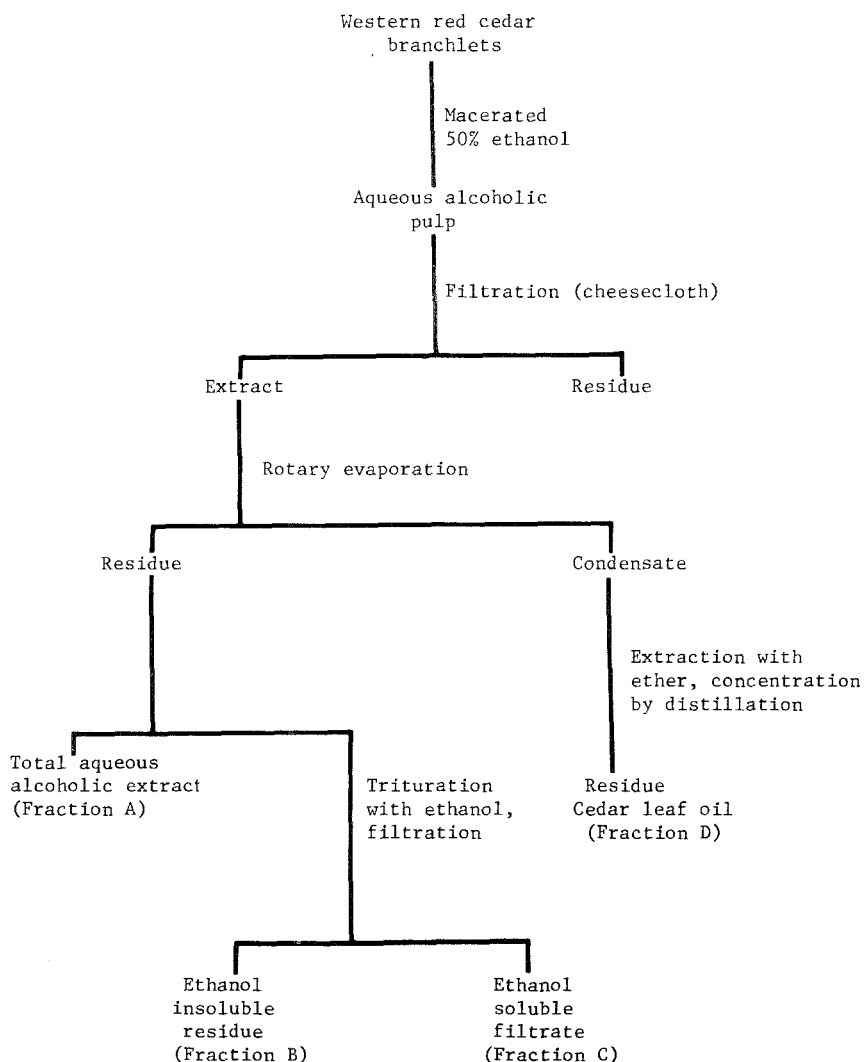 Western red cedar
branchlets
Macerated
50% ethanol
Aqueous alcoholic
pulp
Filtration (cheesecloth)
Extract
Residue
Rotary evaporation
Residue
Condensate
Extraction with
ether, concentration
by distillation
Total aqueous
alcoholic extract
(Fraction A)
Trituration
with ethanol,
filtration
Residue
Cedar leaf oil
(Fraction D)
Ethanol
insoluble
residue
(Fraction B)
Ethanol
soluble
filtrate
(Fraction C)